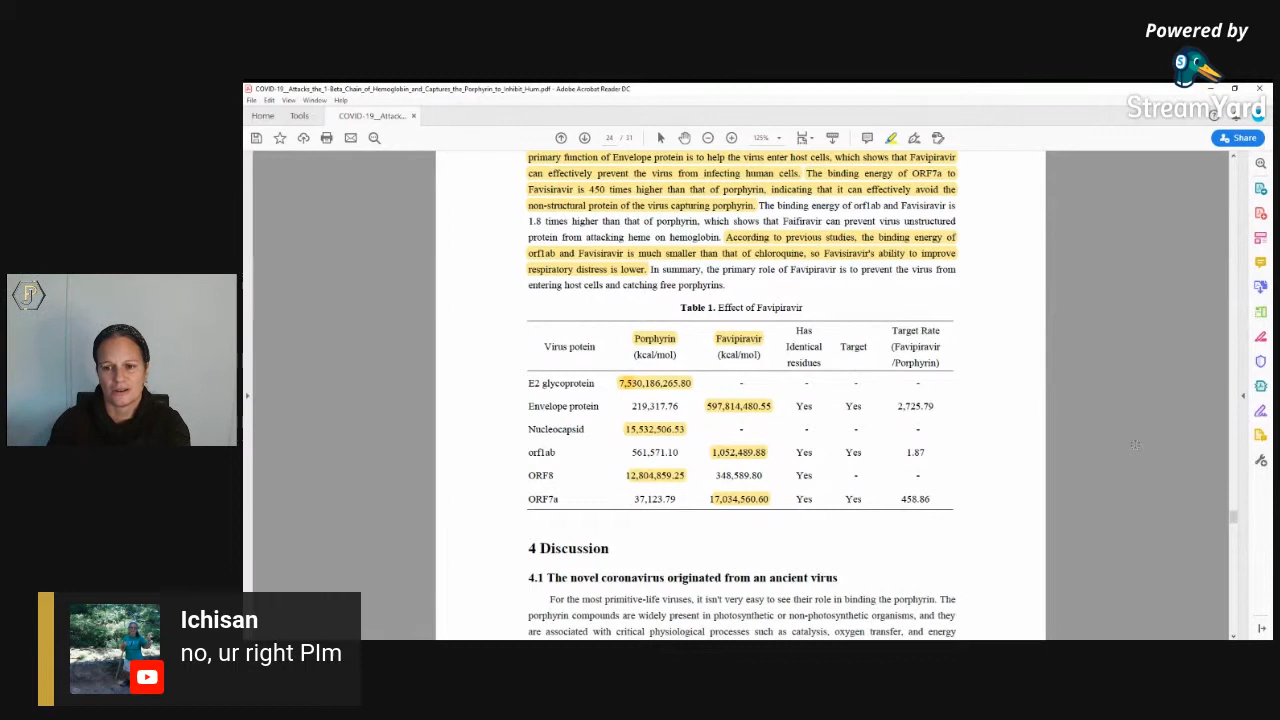 Powered by
StreamYard
COVID-19__Attacks_the_1-Beta_Chain_of_Hemoglobin_and_Captures_the_Porphyrin_to_Inhibit_Hum.pdf - Adobe Acrobat Reader DC
File Edit View Window Help
Home Tools COVID-19__Attack... ×
24 / 31 125% Share
primary function of Envelope protein is to help the virus enter host cells, which shows that Favipiravir
can effectively prevent the virus from infecting human cells. The binding energy of ORF7a to
Favisiravir is 450 times higher than that of porphyrin, indicating that it can effectively avoid the
non-structural protein of the virus capturing porphyrin. The binding energy of orf1ab and Favisiravir is
1.8 times higher than that of porphyrin, which shows that Faifiravir can prevent virus unstructured
protein from attacking heme on hemoglobin. According to previous studies, the binding energy of
orf1ab and Favisiravir is much smaller than that of chloroquine, so Favisiravir's ability to improve
respiratory distress is lower. In summary, the primary role of Favipiravir is to prevent the virus from
entering host cells and catching free porphyrins.
Table 1. Effect of Favipiravir
Virus potein Porphyrin (kcal/mol) Favipiravir (kcal/mol) Has Identical residues Target Target Rate (Favipiravir /Porphyrin)
E2 glycoprotein 7,530,186,265.80 - - - -
Envelope protein 219,317.76 597,814,480.55 Yes Yes 2,725.79
Nucleocapsid 15,532,506.53 - - - -
orf1ab 561,571.10 1,052,489.88 Yes Yes 1.87
ORF8 12,804,859.25 348,589.80 Yes - -
ORF7a 37,123.79 17,034,560.60 Yes Yes 458.86
4 Discussion
4.1 The novel coronavirus originated from an ancient virus
For the most primitive-life viruses, it isn't very easy to see their role in binding the porphyrin. The
porphyrin compounds are widely present in photosynthetic or non-photosynthetic organisms, and they
are associated with critical physiological processes such as catalysis, oxygen transfer, and energy
Ichisan
no, ur right PIm